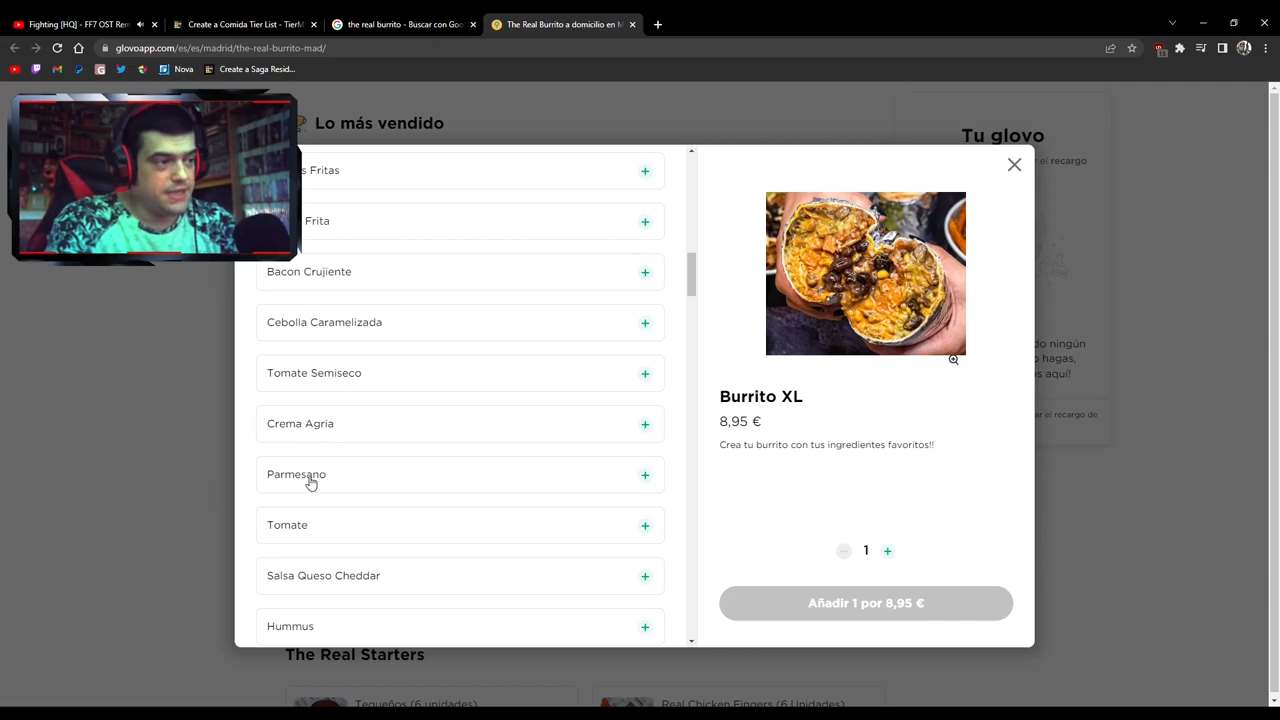 Fighting [HQ] - FF7 OST Rem
Create a Comida Tier List - TierM
the real burrito - Buscar con Goo
The Real Burrito a domicilio en M
glovoapp.com/es/es/madrid/the-real-burrito-mad/
Nova
Create a Saga Resid...
Lo más vendido
Tu glovo
r el recargo
s Fritas
Frita
Bacon Crujiente
Cebolla Caramelizada
Tomate Semiseco
Crema Agria
Parmesano
Tomate
Salsa Queso Cheddar
Hummus
Burrito XL
8,95 €
Crea tu burrito con tus ingredientes favoritos!!
1
Añadir 1 por 8,95 €
do ningún
o hagas,
s aquí!
ar el recargo de
The Real Starters
Tequeños (6 unidades)
Real Chicken Fingers (6 Unidades)